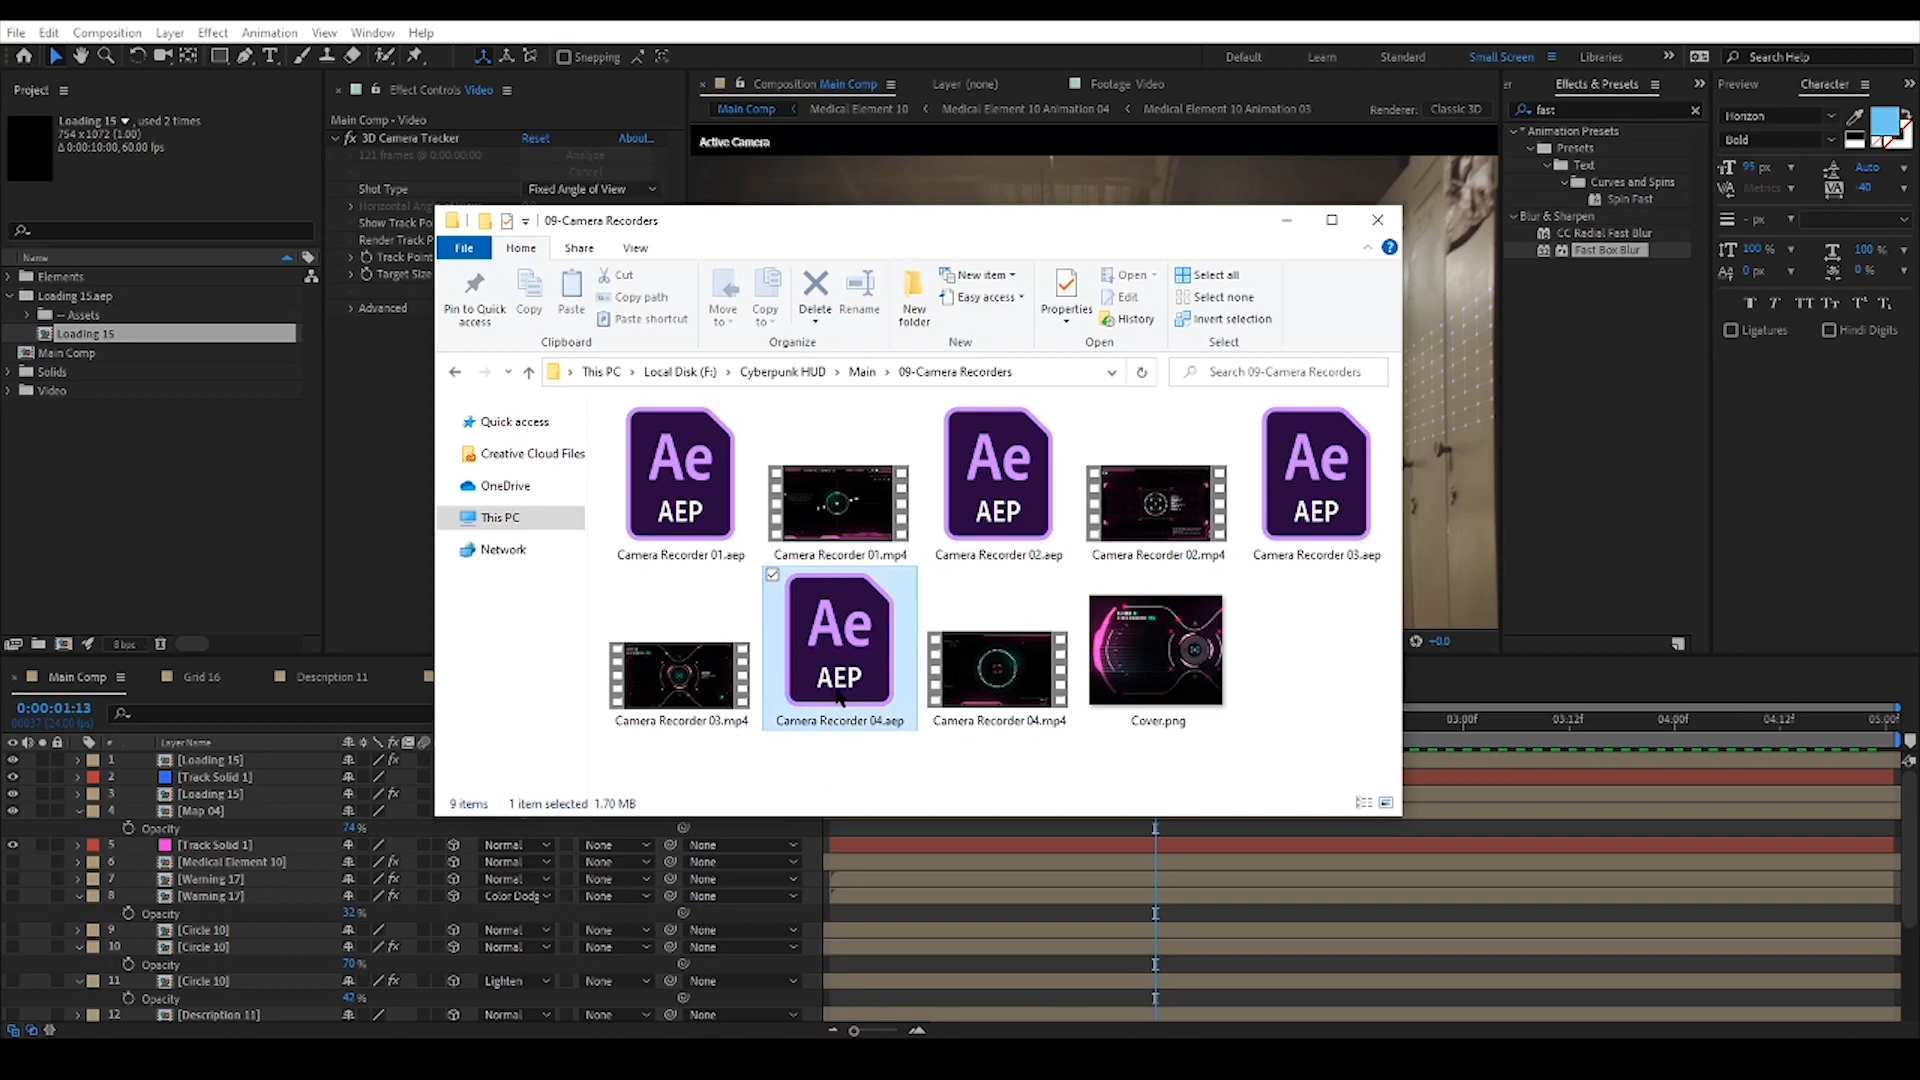 File Edit Composition Layer Effect Animation View Window Help
Snapping
Default Learn Standard Small Screen Libraries Search Help
Project
Loading 15 , used 2 times
754 x 1072 (1.00)
Δ 0:00:10:00, 60.00 fps
Name
Elements
Loading 15.aep
-- Assets
Loading 15
Main Comp
Solids
Video
8 bpc
Effect Controls Video
Main Comp - Video
fx 3D Camera Tracker Reset About...
121 frames @ 0:00:00:00 Analyze
Cancel
Shot Type Fixed Angle of View
Show Track Po
Render Track P
Track Point
Target Size
Advanced
Composition Main Comp Layer (none) Footage Video
Main Comp Medical Element 10 Medical Element 10 Animation 04 Medical Element 10 Animation 03 Renderer: Classic 3D
Active Camera
+0.0
Effects & Presets
fast
Animation Presets
Presets
Text
Curves and Spins
Spin Fast
Blur & Sharpen
CC Radial Fast Blur
Fast Box Blur
Preview Character
Horizon
Bold
95 px Auto
Metrics -40
- px
100 % 100 %
0 px 0 %
Ligatures Hindi Digits
09-Camera Recorders
File Home Share View
Pin to Quick access
Copy
Paste
Cut
Copy path
Paste shortcut
Clipboard
Move to
Copy to
Delete
Rename
Organize
New folder
New item
Easy access
New
Properties
Open
Edit
History
Open
Select all
Select none
Invert selection
Select
This PC Local Disk (F:) Cyberpunk HUD Main 09-Camera Recorders Search 09-Camera Recorders
Quick access
Creative Cloud Files
OneDrive
This PC
Network
Ae Ae Ae
AEP AEP AEP
Camera Recorder 01.aep Camera Recorder 01.mp4 Camera Recorder 02.aep Camera Recorder 02.mp4 Camera Recorder 03.aep
Ae
AEP
Camera Recorder 03.mp4 Camera Recorder 04.aep Camera Recorder 04.mp4 Cover.png
9 items 1 item selected 1.70 MB
Main Comp Grid 16 Description 11
0:00:01:13
00037 (24.00 fps)
03:00f 03:12f 04:00f 04:12f 05:00f
# Layer Name
1 [Loading 15]
2 [Track Solid 1]
3 [Loading 15]
4 [Map 04]
Opacity 74 %
5 [Track Solid 1] Normal None None
6 [Medical Element 10] Normal None None
7 [Warning 17] Normal None None
8 [Warning 17] Color Dodg None None
Opacity 32 %
9 [Circle 10] Normal None None
10 [Circle 10] Normal None None
Opacity 70 %
11 [Circle 10] Lighten None None
Opacity 42 %
12 [Description 11] Normal None None